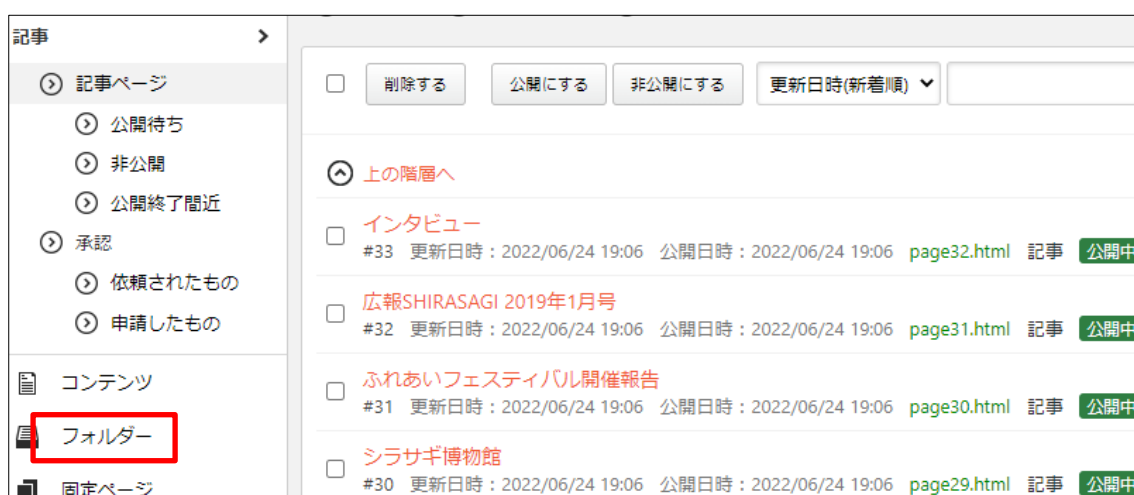 記事
記事ページ
公開待ち
非公開
公開終了間近
承認
依頼されたもの
申請したもの
コンテンツ
フォルダー
固定ページ
削除する 公開にする 非公開にする 更新日時(新着順)
上の階層へ
インタビュー
#33 更新日時：2022/06/24 19:06 公開日時：2022/06/24 19:06 page32.html 記事 公開中
広報SHIRASAGI 2019年1月号
#32 更新日時：2022/06/24 19:06 公開日時：2022/06/24 19:06 page31.html 記事 公開中
ふれあいフェスティバル開催報告
#31 更新日時：2022/06/24 19:06 公開日時：2022/06/24 19:06 page30.html 記事 公開中
シラサギ博物館
#30 更新日時：2022/06/24 19:06 公開日時：2022/06/24 19:06 page29.html 記事 公開中